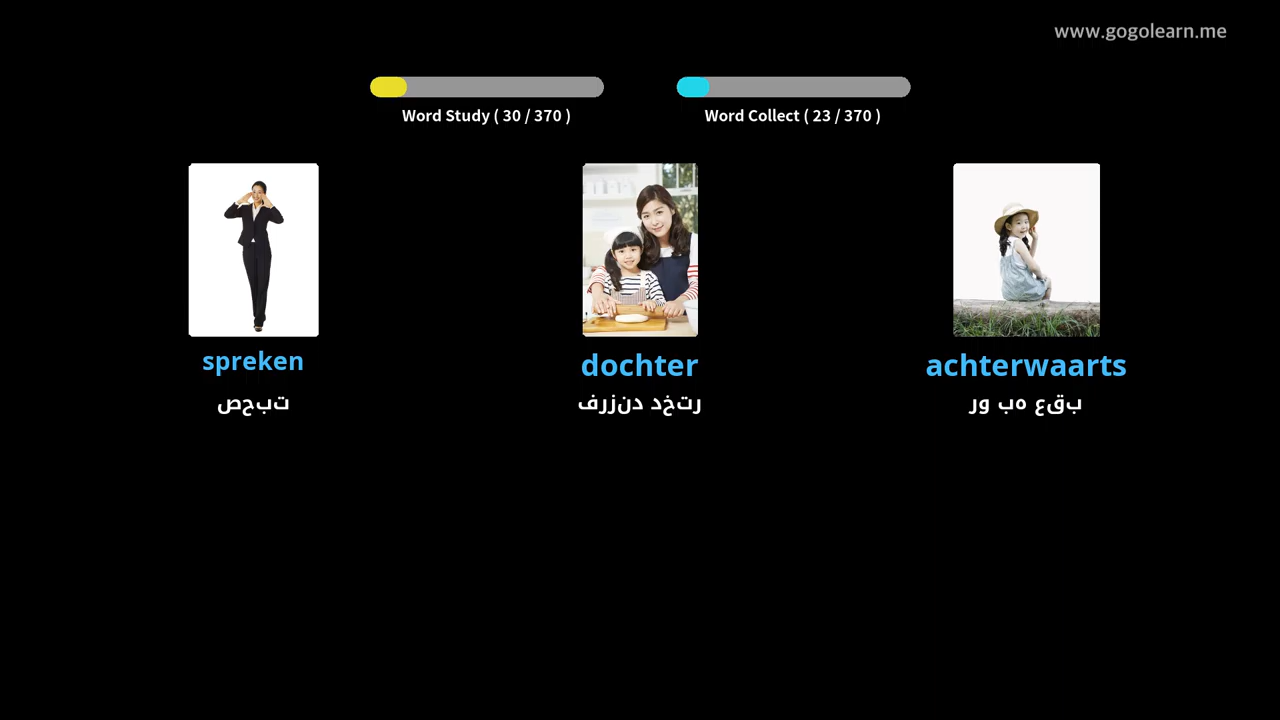 www.gogolearn.me
Word Study ( 30 / 370 )
Word Collect ( 23 / 370 )
spreken
تبحص
dochter
رتخد دنزرف
achterwaarts
بقع هب ور